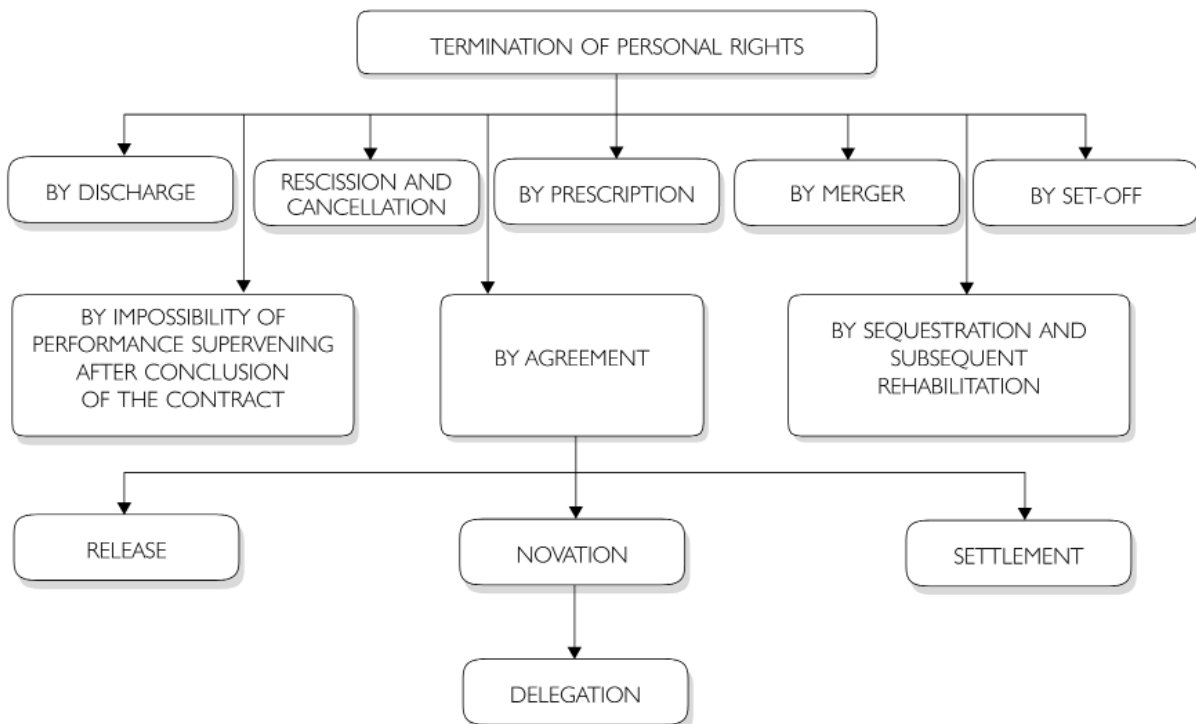 TERMINATION OF PERSONAL RIGHTS
BY DISCHARGE
RESCISSION AND
CANCELLATION
BY PRESCRIPTION
BY MERGER
BY SET-OFF
BY IMPOSSIBILITY OF
PERFORMANCE SUPERVENING
AFTER CONCLUSION
OF THE CONTRACT
BY AGREEMENT
BY SEQUESTRATION AND
SUBSEQUENT
REHABILITATION
RELEASE
NOVATION
SETTLEMENT
DELEGATION